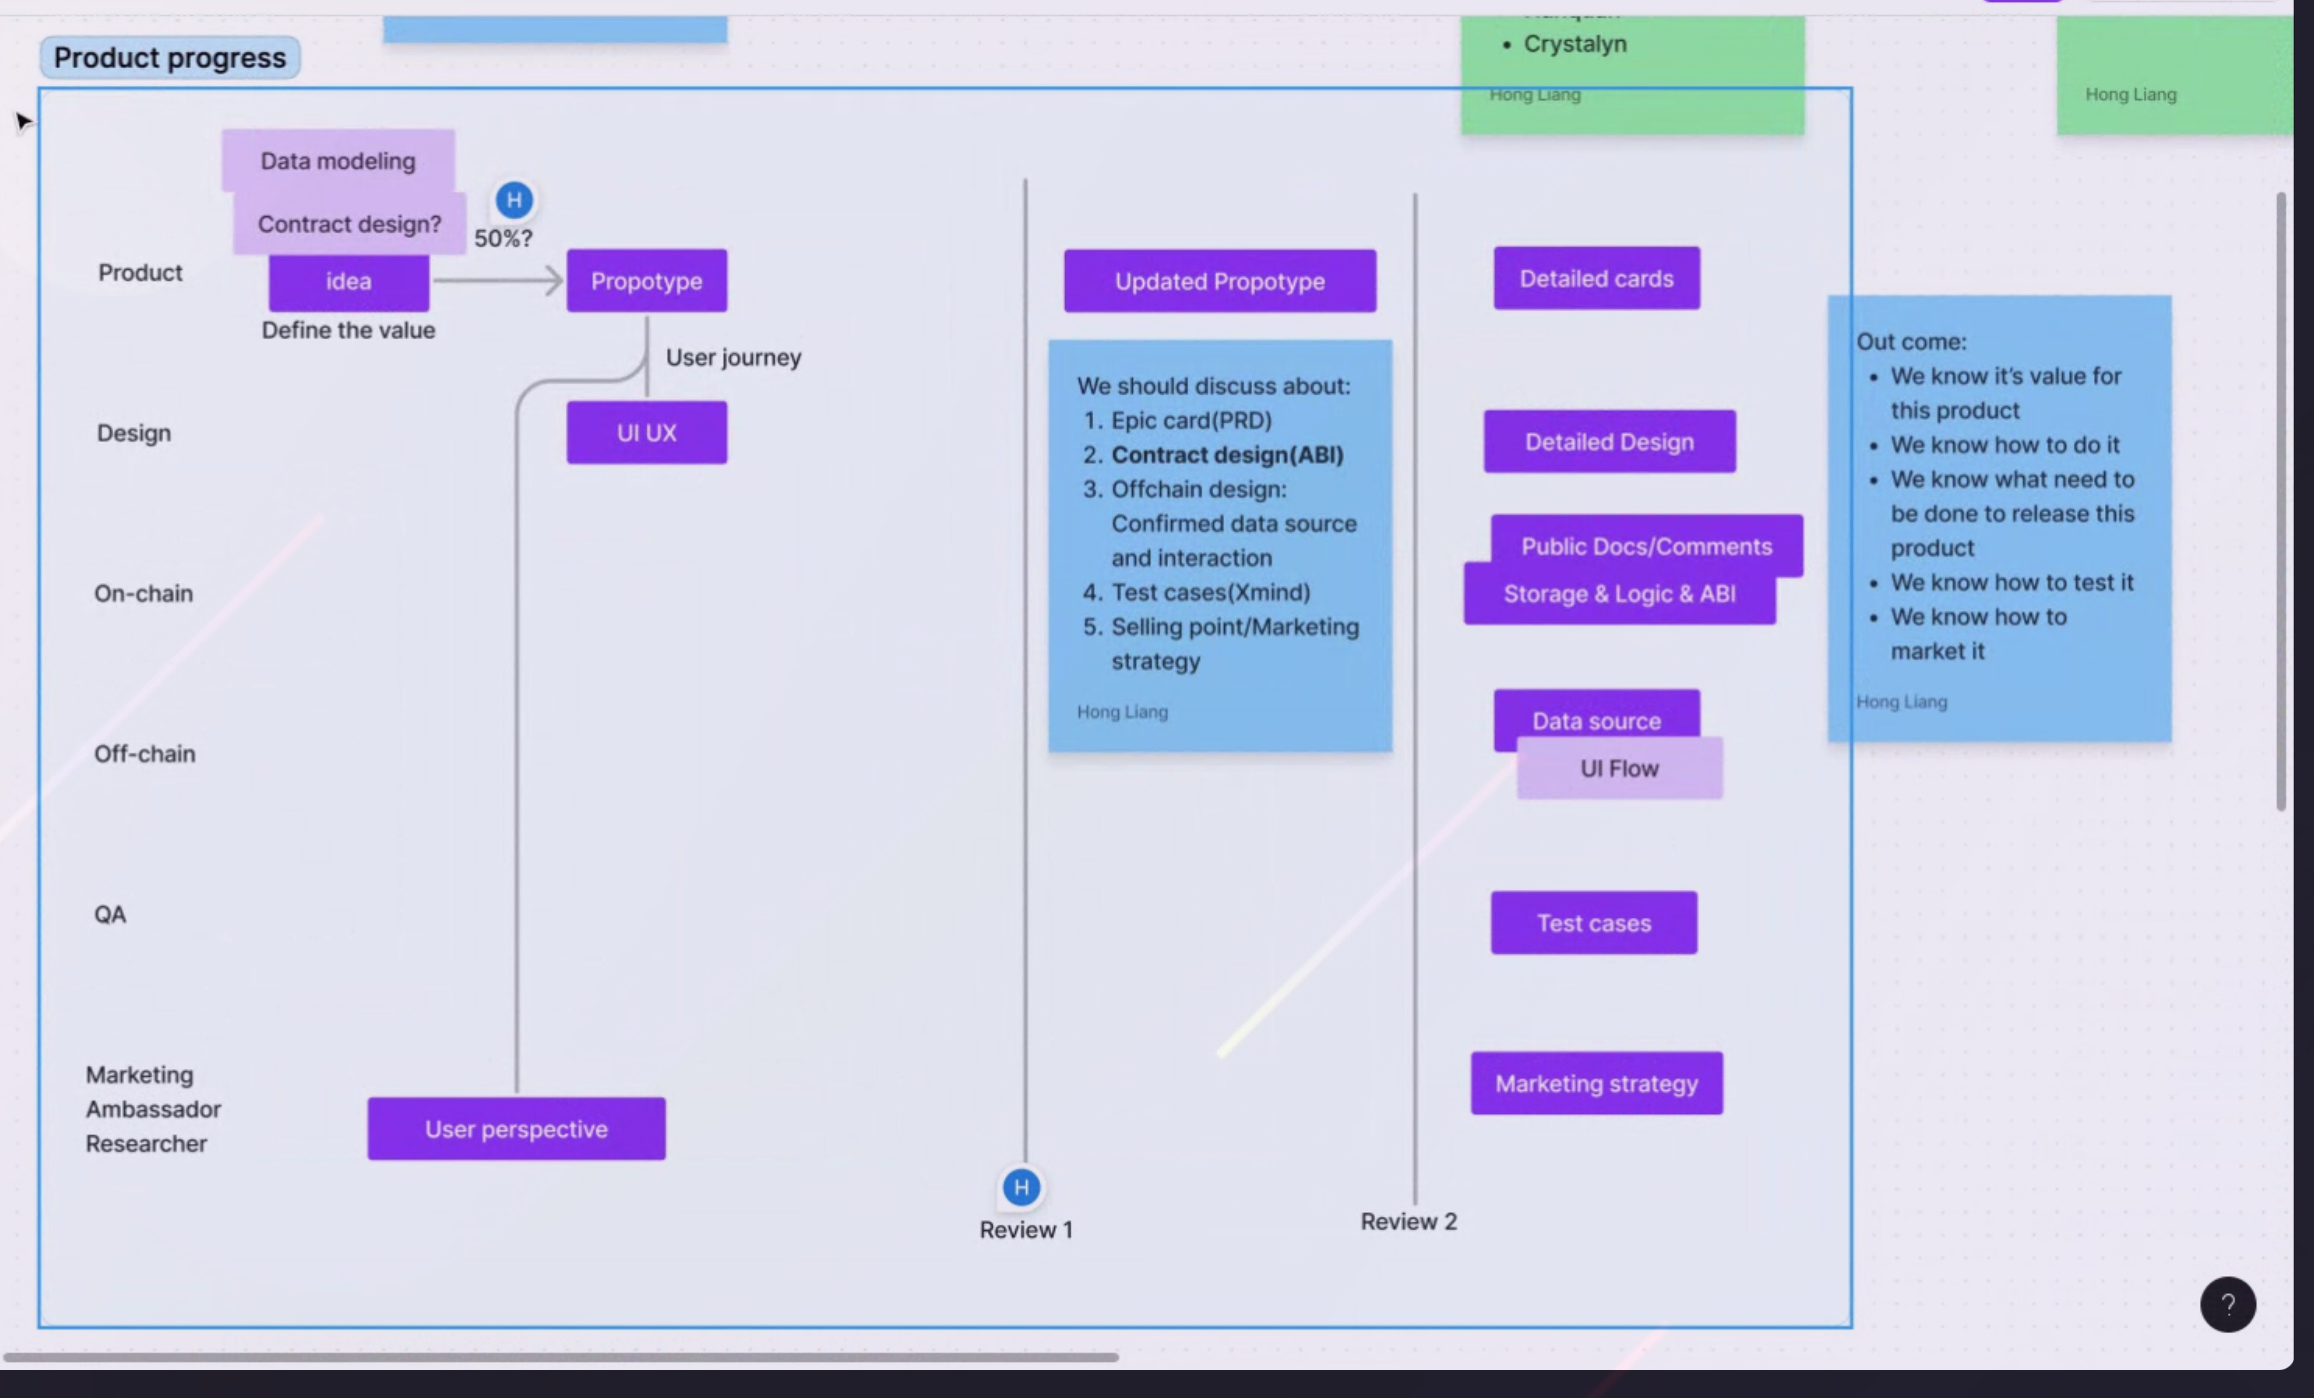 Crystalyn
Hong Liang
Hong Liang
Product progress
Data modeling
Contract design?
H
50%?
Product
idea
Propotype
Define the value
User journey
Design
UI UX
On-chain
Off-chain
QA
Marketing
Ambassador
Researcher
User perspective
H
Review 1
Updated Propotype
We should discuss about:
1. Epic card(PRD)
2. Contract design(ABI)
3. Offchain design:
Confirmed data source
and interaction
4. Test cases(Xmind)
5. Selling point/Marketing
strategy
Hong Liang
Review 2
Detailed cards
Detailed Design
Public Docs/Comments
Storage & Logic & ABI
Data source
UI Flow
Test cases
Marketing strategy
Out come:
• We know it's value for
this product
• We know how to do it
• We know what need to
be done to release this
product
• We know how to test it
• We know how to
market it
Hong Liang
?